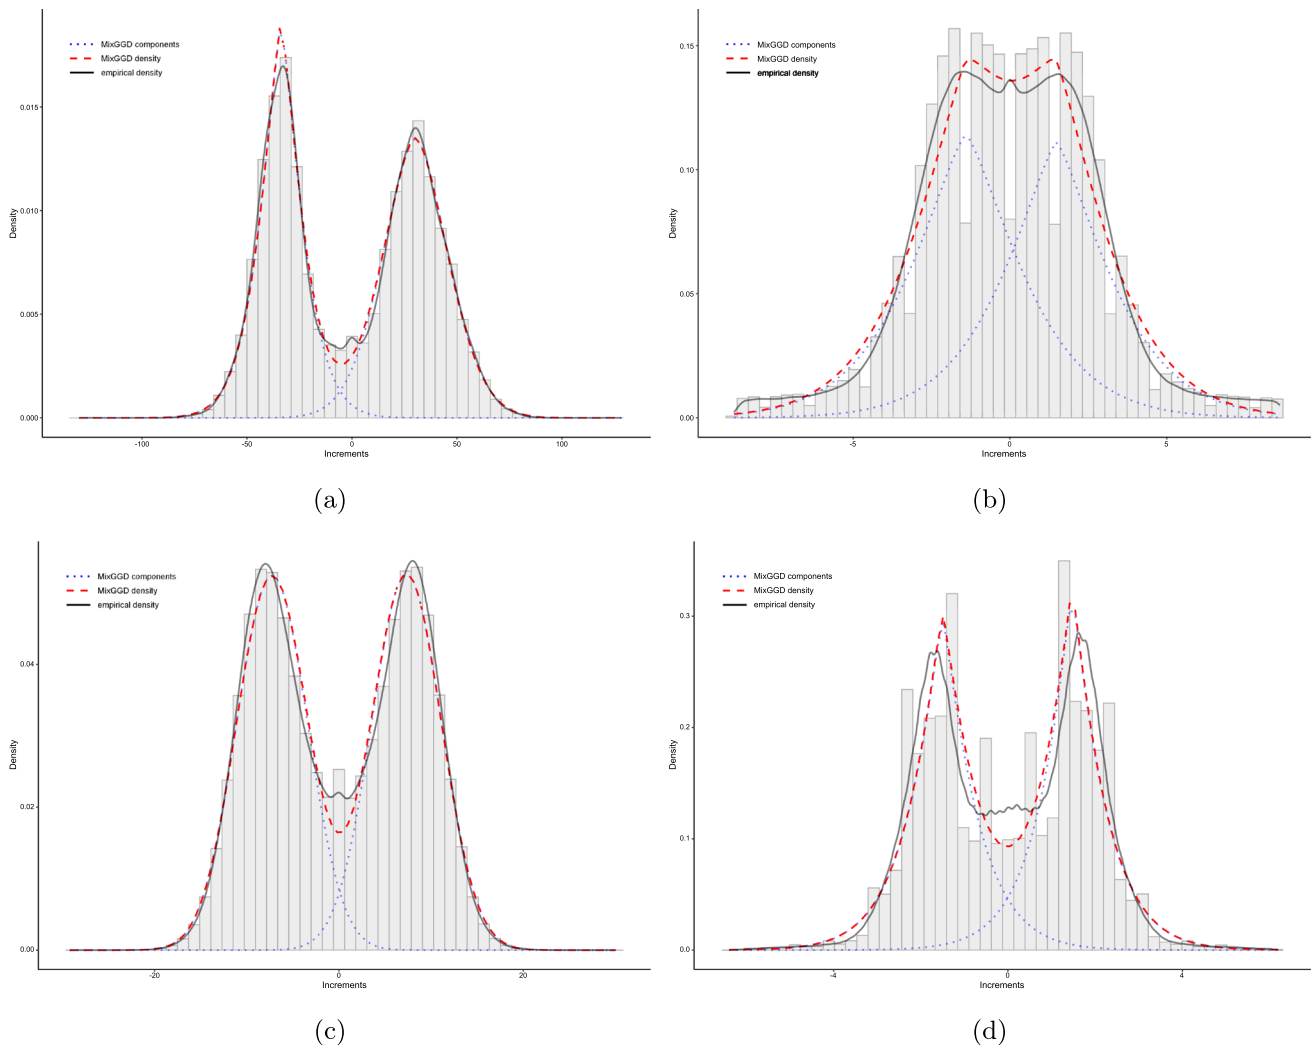 MixGGD components
MixGGD density
empirical density
0.015
0.010
0.005
0.000
Density
-100
-50
0
50
100
Increments
(a)
MixGGD components
MixGGD density
empirical density
0.15
0.10
0.05
0.00
Density
-5
0
5
Increments
(b)
MixGGD components
MixGGD density
empirical density
0.04
0.02
0.00
Density
-20
0
20
Increments
(c)
MixGGD components
MixGGD density
empirical density
0.3
0.2
0.1
0.0
Density
-4
0
4
Increments
(d)